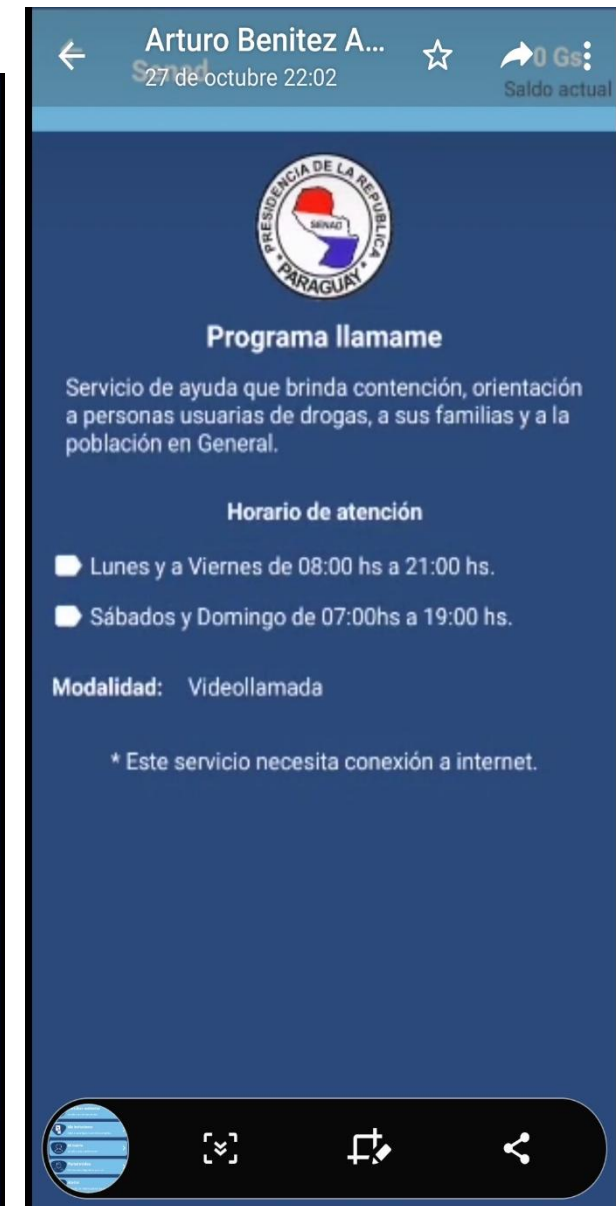 Arturo Benitez A...
27 de octubre 22:02
Senad
0 Gs
Saldo actual
PRESIDENCIA DE LA REPUBLICA
SENAD
PARAGUAY
Programa llamame
Servicio de ayuda que brinda contención, orientación
a personas usuarias de drogas, a sus familias y a la
población en General.
Horario de atención
Lunes y a Viernes de 08:00 hs a 21:00 hs.
Sábados y Domingo de 07:00hs a 19:00 hs.
Modalidad: Videollamada
* Este servicio necesita conexión a internet.